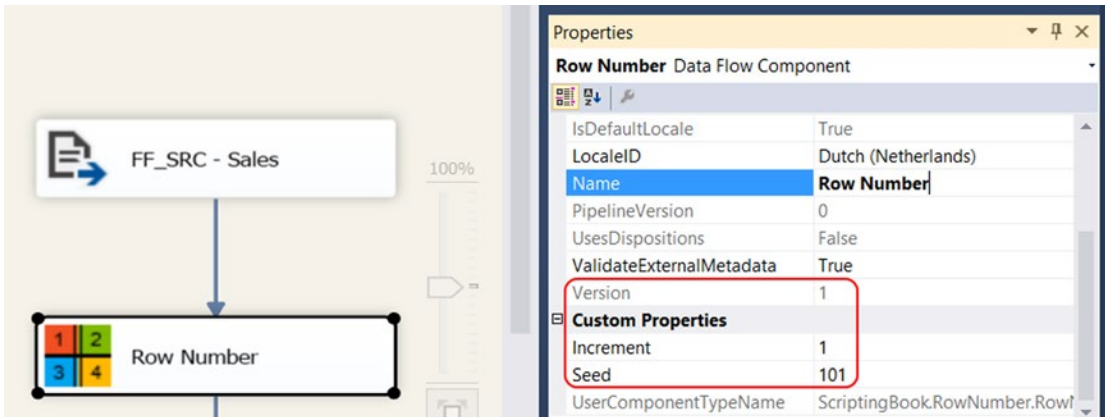 FF_SRC - Sales
100%
1 2
3 4
Row Number
Properties
Row Number Data Flow Component
IsDefaultLocale True
LocaleID Dutch (Netherlands)
Name Row Number
PipelineVersion 0
UsesDispositions False
ValidateExternalMetadata True
Version 1
Custom Properties
Increment 1
Seed 101
UserComponentTypeName ScriptingBook.RowNumber.Row